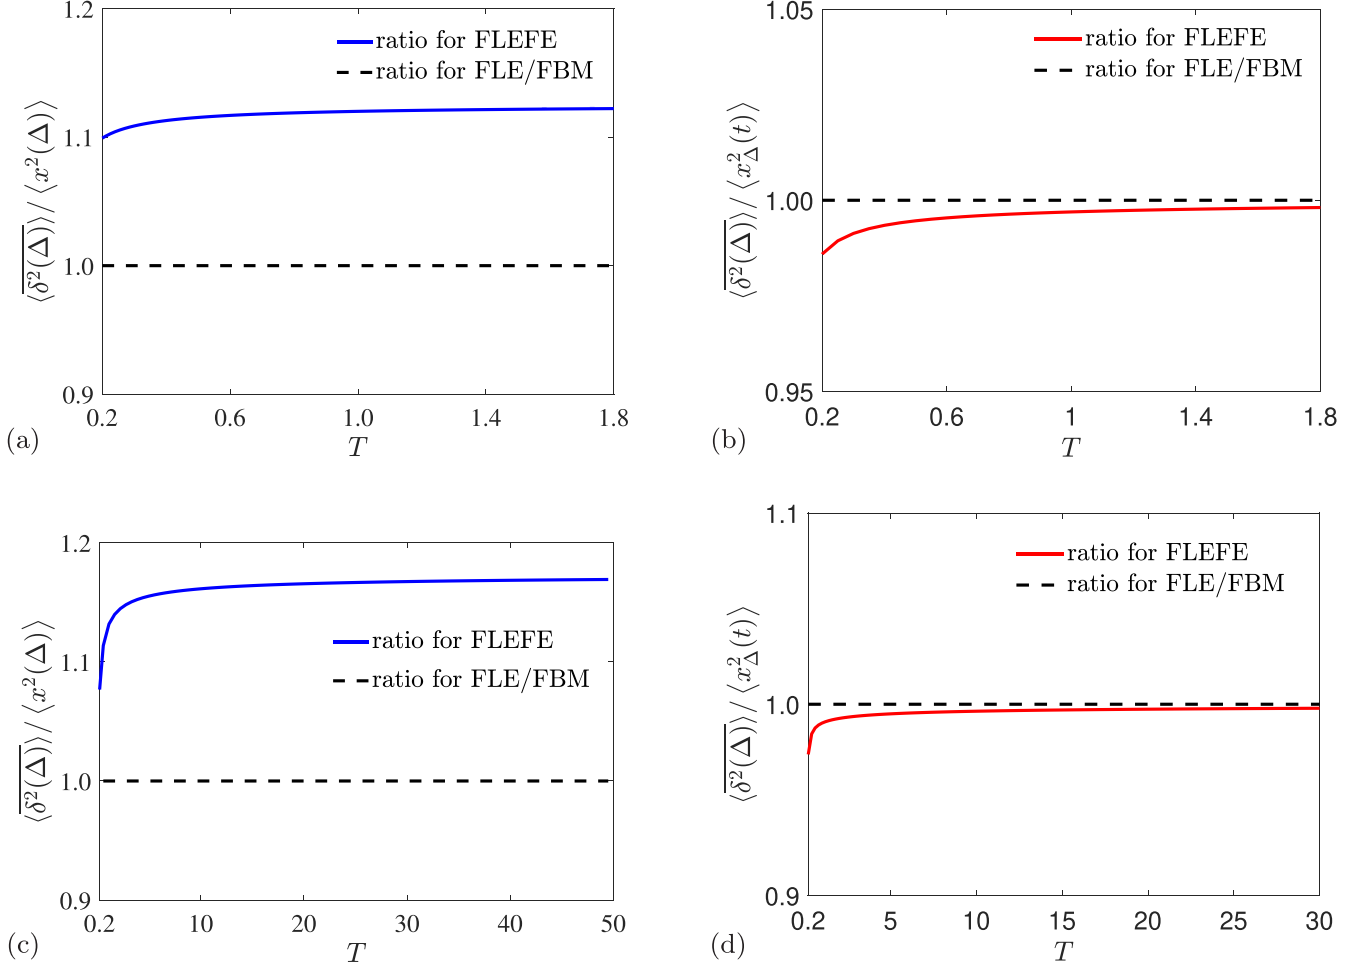 1.2
1.1
1.0
0.9
⟨δ²(Δ)⟩/⟨x²(Δ)⟩
ratio for FLEFE
ratio for FLE/FBM
0.2 0.6 1.0 1.4 1.8
(a)
T
1.05
1.00
0.95
⟨δ²(Δ)⟩/⟨x²_Δ(t)⟩
ratio for FLEFE
ratio for FLE/FBM
0.2 0.6 1 1.4 1.8
(b)
T
1.2
1.1
1.0
0.9
⟨δ²(Δ)⟩/⟨x²(Δ)⟩
ratio for FLEFE
ratio for FLE/FBM
0.2 10 20 30 40 50
(c)
T
1.1
1.0
0.9
⟨δ²(Δ)⟩/⟨x²_Δ(t)⟩
ratio for FLEFE
ratio for FLE/FBM
0.2 5 10 15 20 25 30
(d)
T